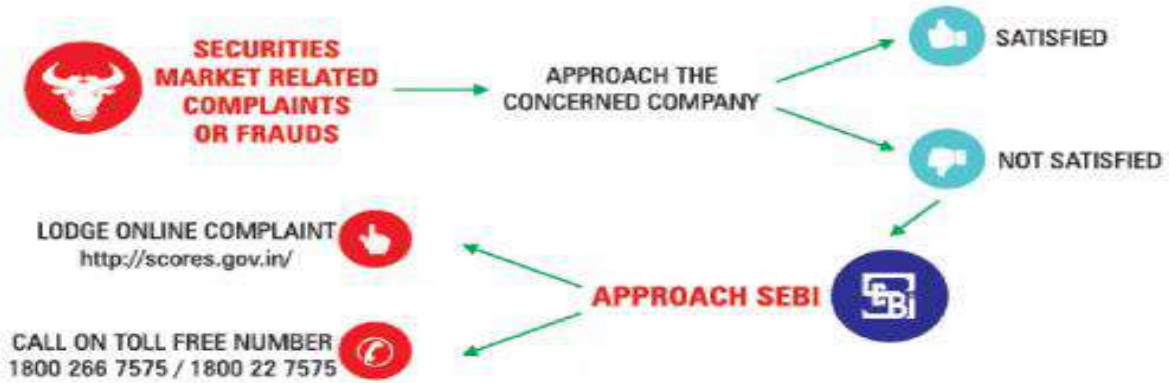 SECURITIES
MARKET RELATED
COMPLAINTS
OR FRAUDS
APPROACH THE
CONCERNED COMPANY
SATISFIED
NOT SATISFIED
APPROACH SEBI
SEBI
LODGE ONLINE COMPLAINT
http://scores.gov.in/
CALL ON TOLL FREE NUMBER
1800 266 7575 / 1800 22 7575